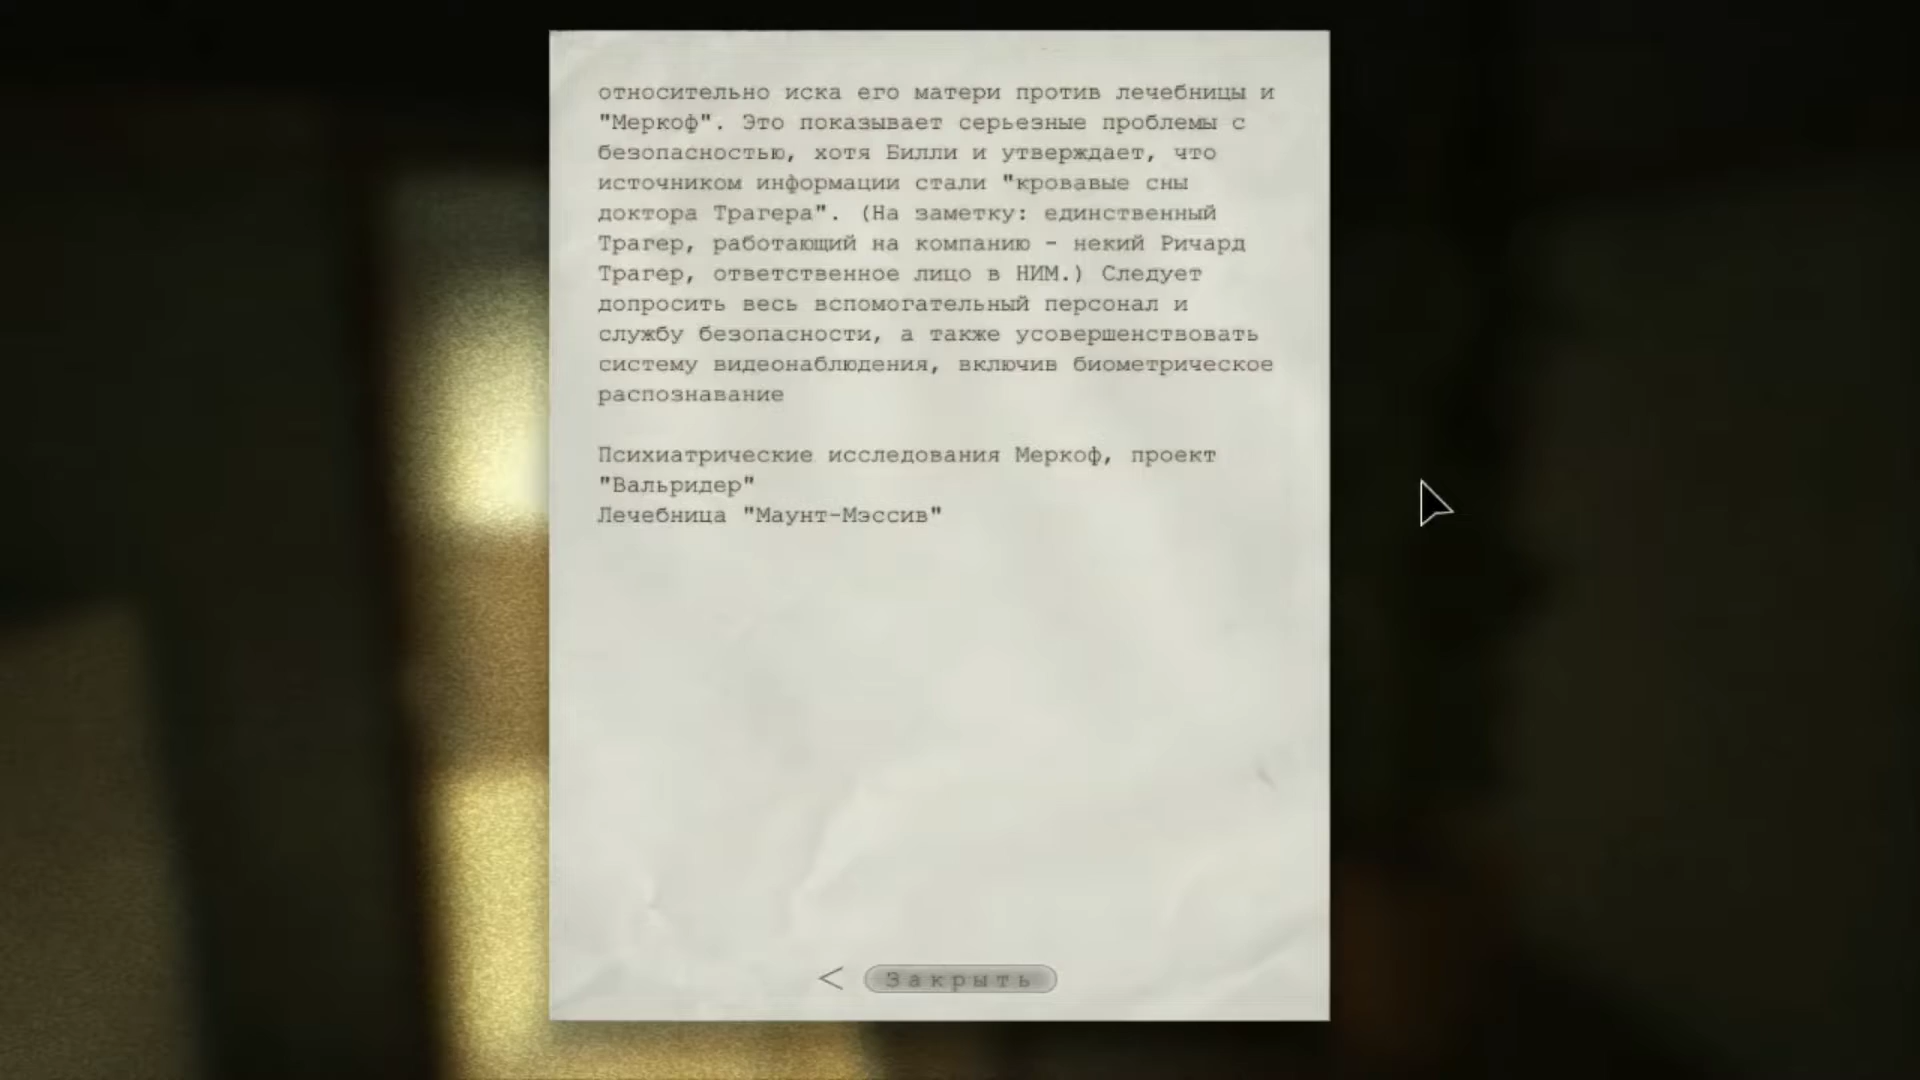 относительно иска его матери против лечебницы и
"Меркоф". Это показывает серьезные проблемы с
безопасностью, хотя Билли и утверждает, что
источником информации стали "кровавые сны
доктора Трагера". (На заметку: единственный
Трагер, работающий на компанию - некий Ричард
Трагер, ответственное лицо в НИМ.) Следует
допросить весь вспомогательный персонал и
службу безопасности, а также усовершенствовать
систему видеонаблюдения, включив биометрическое
распознавание
Психиатрические исследования Меркоф, проект
"Вальридер"
Лечебница "Маунт-Мэссив"
< Закрыть